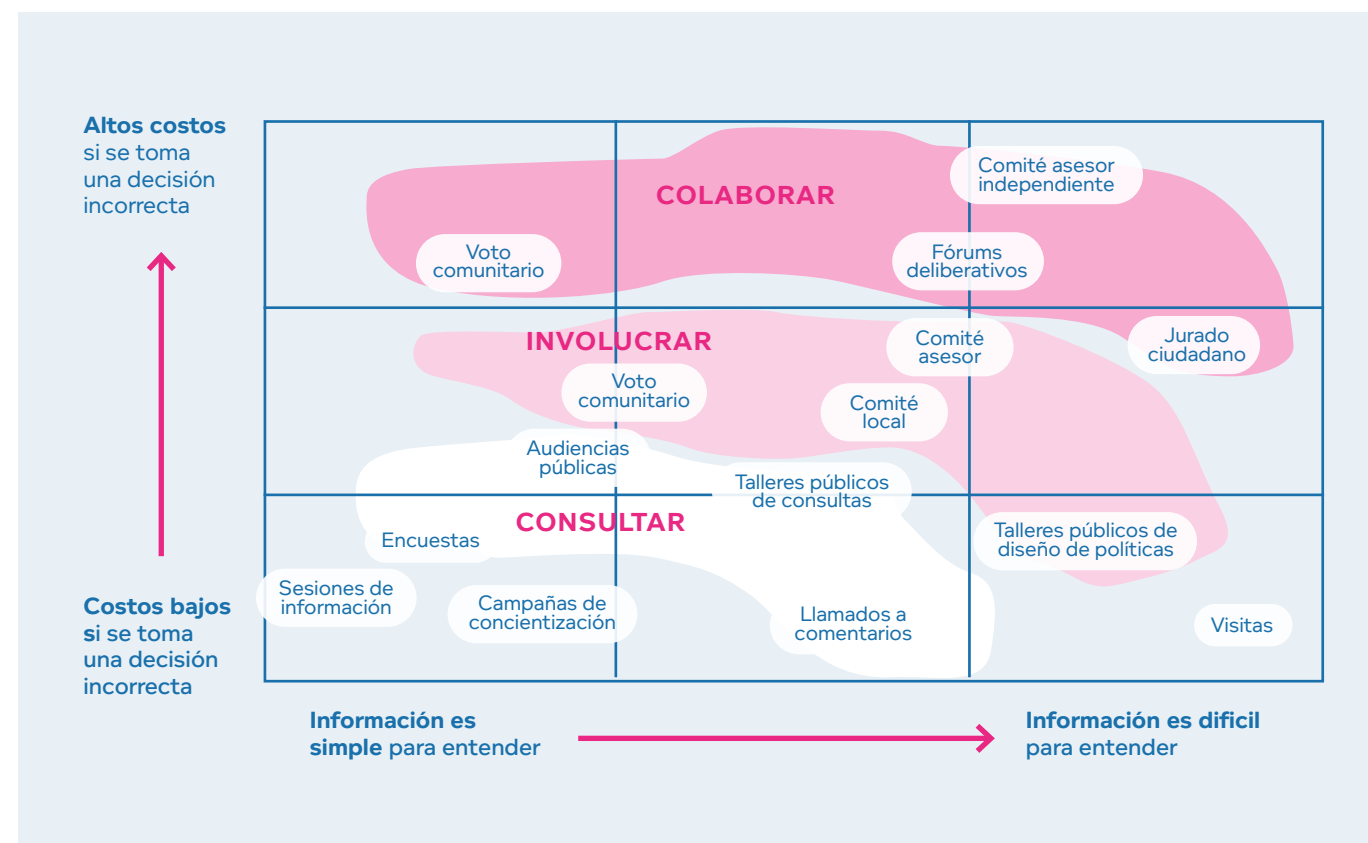 Altos costos
si se toma
una decisión
incorrecta
COLABORAR
Comité asesor
independiente
Voto
comunitario
Fórums
deliberativos
INVOLUCRAR
Comité
asesor
Jurado
ciudadano
Voto
comunitario
Comité
local
Audiencias
públicas
Talleres públicos
de consultas
CONSULTAR
Encuestas
Talleres públicos de
diseño de políticas
Sesiones de
información
Campañas de
concientización
Llamados a
comentarios
Visitas
Costos bajos
si se toma
una decisión
incorrecta
Información es
simple para entender
Información es dificil
para entender